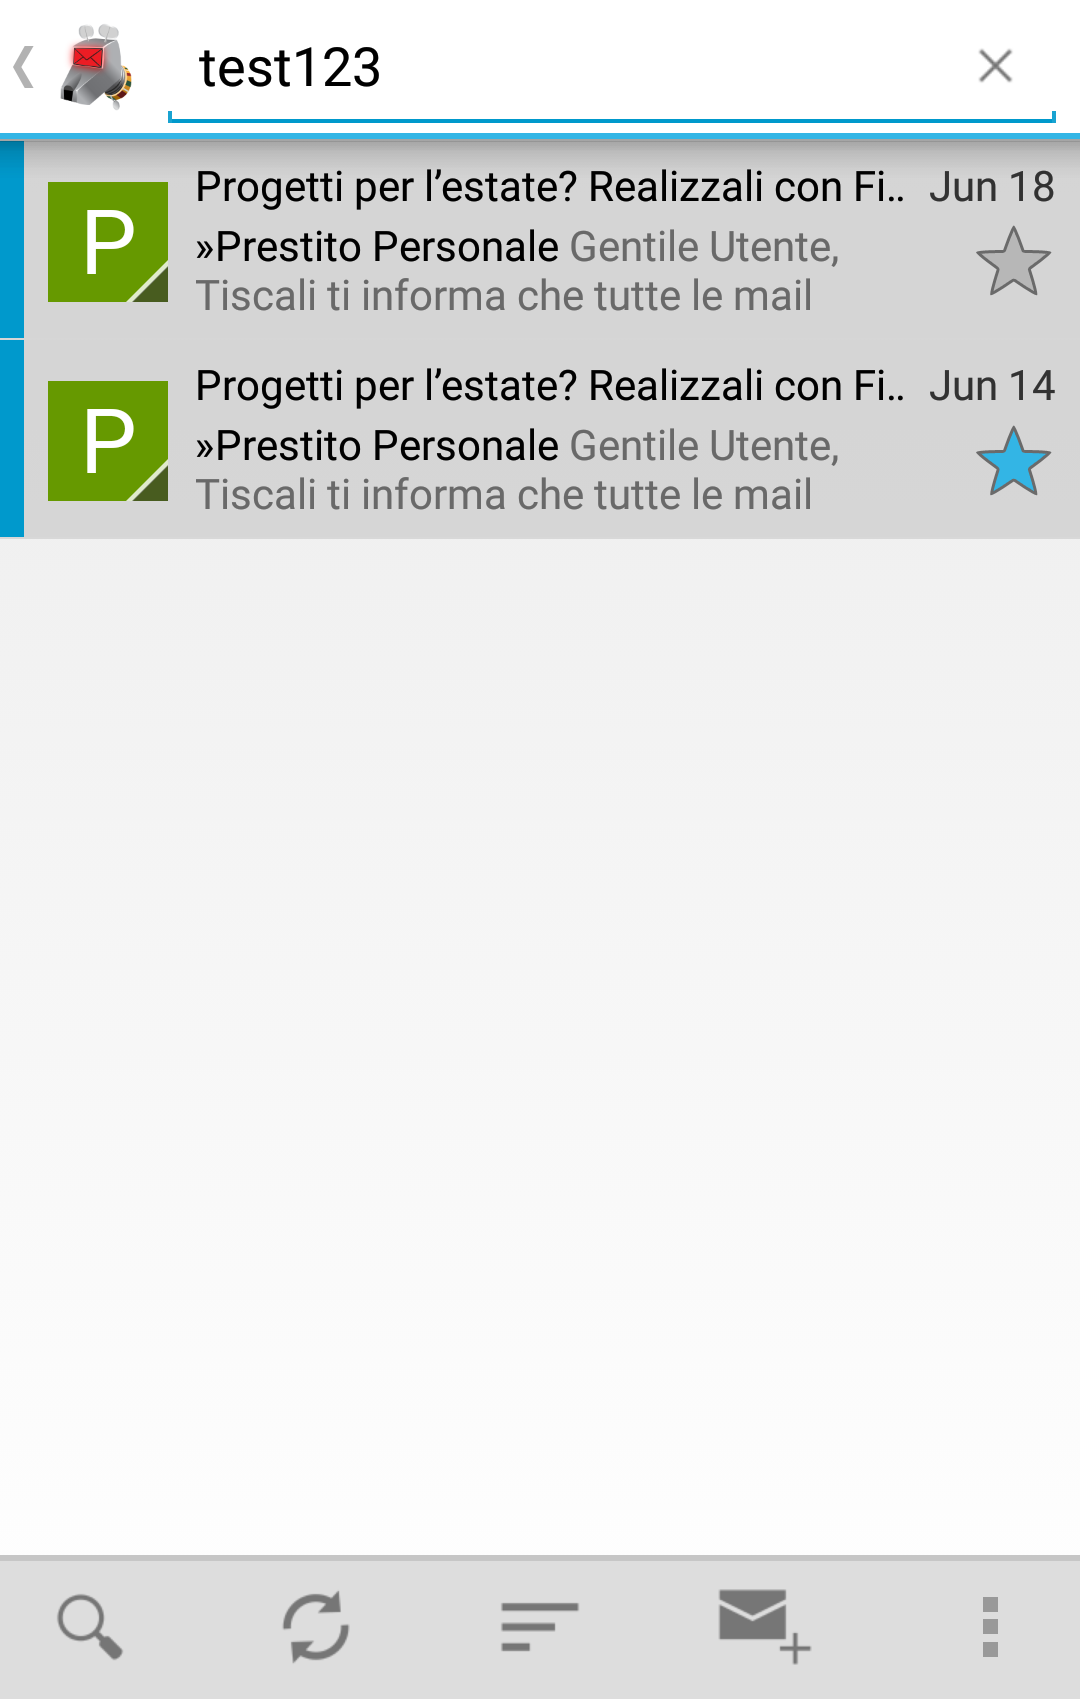 test123
Progetti per l’estate? Realizzali con Fi.. Jun 18
P
»Prestito Personale Gentile Utente,
Tiscali ti informa che tutte le mail
Progetti per l’estate? Realizzali con Fi.. Jun 14
P
»Prestito Personale Gentile Utente,
Tiscali ti informa che tutte le mail